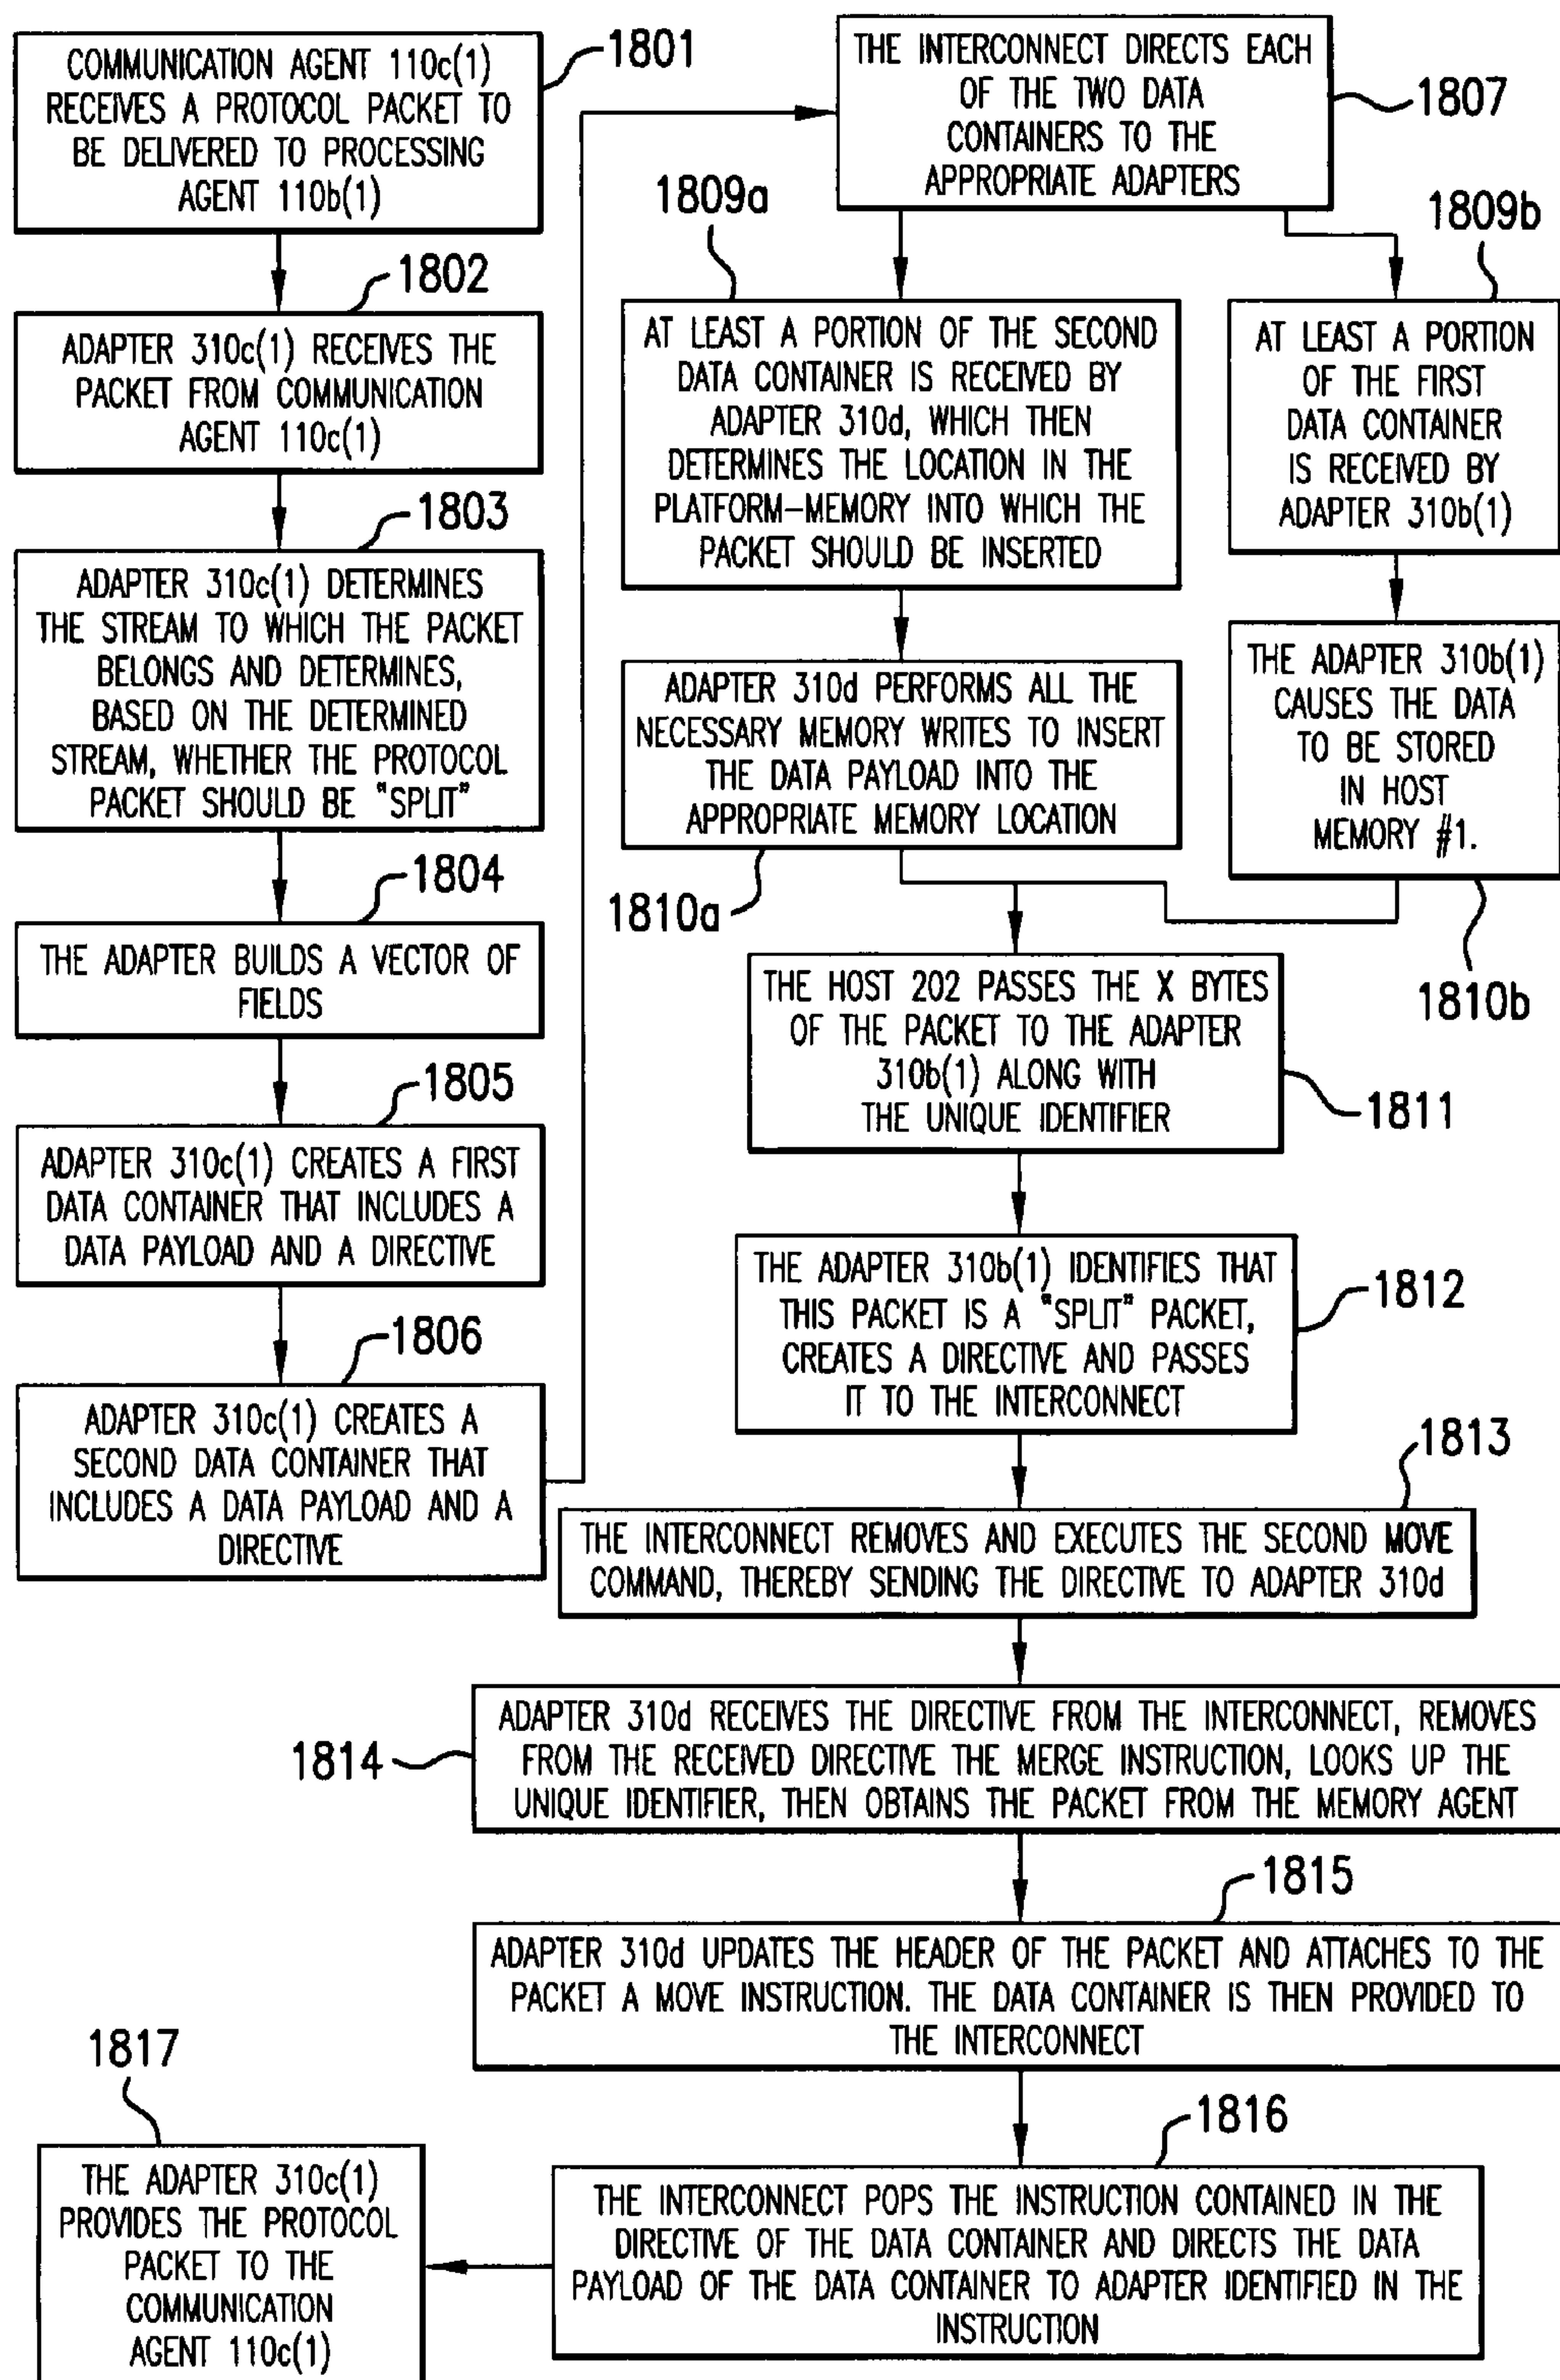 1801
COMMUNICATION AGENT 110c(1)
RECEIVES A PROTOCOL PACKET TO
BE DELIVERED TO PROCESSING
AGENT 110b(1)
1802
ADAPTER 310c(1) RECEIVES THE
PACKET FROM COMMUNICATION
AGENT 110c(1)
1803
ADAPTER 310c(1) DETERMINES
THE STREAM TO WHICH THE PACKET
BELONGS AND DETERMINES,
BASED ON THE DETERMINED
STREAM, WHETHER THE PROTOCOL
PACKET SHOULD BE "SPLIT"
1804
THE ADAPTER BUILDS A VECTOR OF
FIELDS
1805
ADAPTER 310c(1) CREATES A FIRST
DATA CONTAINER THAT INCLUDES A
DATA PAYLOAD AND A DIRECTIVE
1806
ADAPTER 310c(1) CREATES A
SECOND DATA CONTAINER THAT
INCLUDES A DATA PAYLOAD AND A
DIRECTIVE
THE INTERCONNECT DIRECTS EACH
OF THE TWO DATA
CONTAINERS TO THE
APPROPRIATE ADAPTERS
1807
1809a
AT LEAST A PORTION OF THE SECOND
DATA CONTAINER IS RECEIVED BY
ADAPTER 310d, WHICH THEN
DETERMINES THE LOCATION IN THE
PLATFORM-MEMORY INTO WHICH THE
PACKET SHOULD BE INSERTED
1809b
AT LEAST A PORTION
OF THE FIRST
DATA CONTAINER
IS RECEIVED BY
ADAPTER 310b(1)
ADAPTER 310d PERFORMS ALL THE
NECESSARY MEMORY WRITES TO INSERT
THE DATA PAYLOAD INTO THE
APPROPRIATE MEMORY LOCATION
1810a
THE ADAPTER 310b(1)
CAUSES THE DATA
TO BE STORED
IN HOST
MEMORY #1.
1810b
THE HOST 202 PASSES THE X BYTES
OF THE PACKET TO THE ADAPTER
310b(1) ALONG WITH
THE UNIQUE IDENTIFIER
1811
THE ADAPTER 310b(1) IDENTIFIES THAT
THIS PACKET IS A "SPLIT" PACKET,
CREATES A DIRECTIVE AND PASSES
IT TO THE INTERCONNECT
1812
1813
THE INTERCONNECT REMOVES AND EXECUTES THE SECOND MOVE
COMMAND, THEREBY SENDING THE DIRECTIVE TO ADAPTER 310d
1814
ADAPTER 310d RECEIVES THE DIRECTIVE FROM THE INTERCONNECT, REMOVES
FROM THE RECEIVED DIRECTIVE THE MERGE INSTRUCTION, LOOKS UP THE
UNIQUE IDENTIFIER, THEN OBTAINS THE PACKET FROM THE MEMORY AGENT
1815
ADAPTER 310d UPDATES THE HEADER OF THE PACKET AND ATTACHES TO THE
PACKET A MOVE INSTRUCTION. THE DATA CONTAINER IS THEN PROVIDED TO
THE INTERCONNECT
1816
THE INTERCONNECT POPS THE INSTRUCTION CONTAINED IN THE
DIRECTIVE OF THE DATA CONTAINER AND DIRECTS THE DATA
PAYLOAD OF THE DATA CONTAINER TO ADAPTER IDENTIFIED IN THE
INSTRUCTION
1817
THE ADAPTER 310c(1)
PROVIDES THE PROTOCOL
PACKET TO THE
COMMUNICATION
AGENT 110c(1)